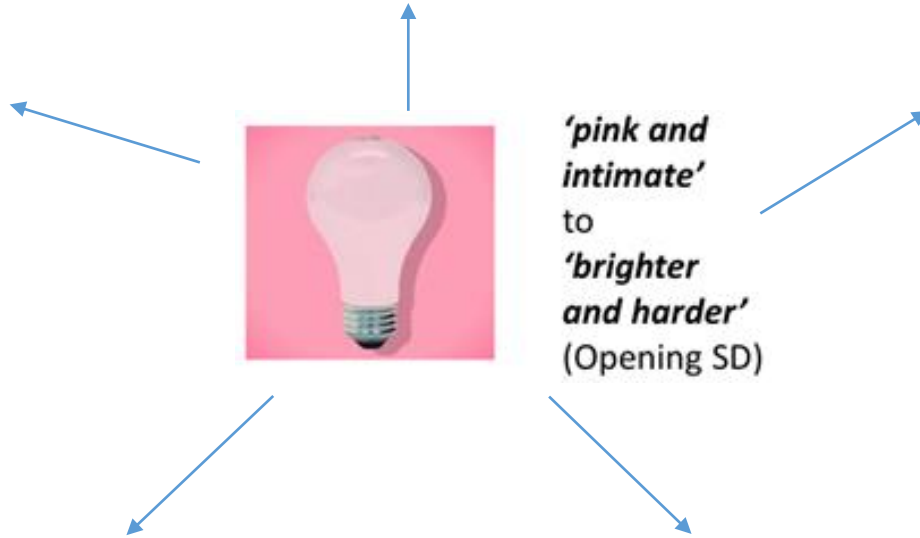 ‘pink and
intimate’
to
‘brighter
and harder’
(Opening SD)